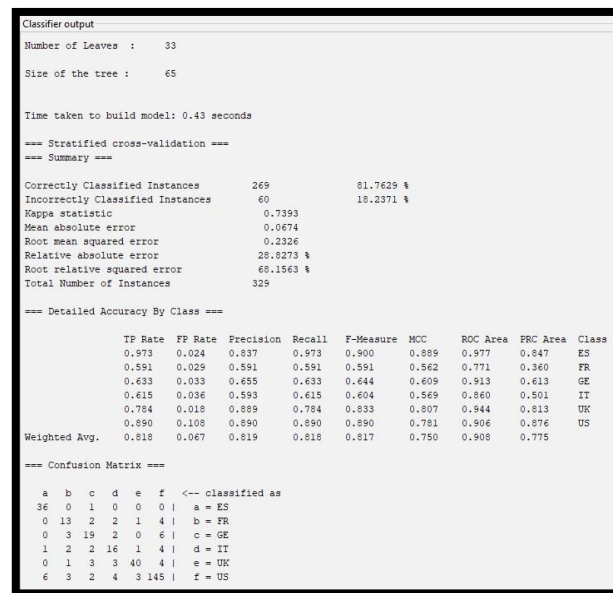 Classifier output
Number of Leaves : 33
Size of the tree : 65
Time taken to build model: 0.43 seconds
=== Stratified cross-validation ===
=== Summary ===
Correctly Classified Instances 269 81.7629 %
Incorrectly Classified Instances 60 18.2371 %
Kappa statistic 0.7393
Mean absolute error 0.0674
Root mean squared error 0.2326
Relative absolute error 28.8273 %
Root relative squared error 68.1563 %
Total Number of Instances 329
=== Detailed Accuracy By Class ===
TP Rate FP Rate Precision Recall F-Measure MCC ROC Area PRC Area Class
0.973 0.024 0.837 0.973 0.900 0.889 0.977 0.847 ES
0.591 0.029 0.591 0.591 0.591 0.562 0.771 0.360 FR
0.633 0.033 0.655 0.633 0.644 0.609 0.913 0.613 GE
0.615 0.036 0.593 0.615 0.604 0.569 0.860 0.501 IT
0.784 0.018 0.889 0.784 0.833 0.807 0.944 0.813 UK
0.890 0.108 0.890 0.890 0.890 0.781 0.906 0.876 US
Weighted Avg. 0.818 0.067 0.819 0.818 0.817 0.750 0.908 0.775
=== Confusion Matrix ===
a b c d e f <-- classified as
36 0 1 0 0 0 | a = ES
0 13 2 2 1 4 | b = FR
0 3 19 2 0 6 | c = GE
1 2 2 16 1 4 | d = IT
0 1 3 3 40 4 | e = UK
6 3 2 4 3 145 | f = US